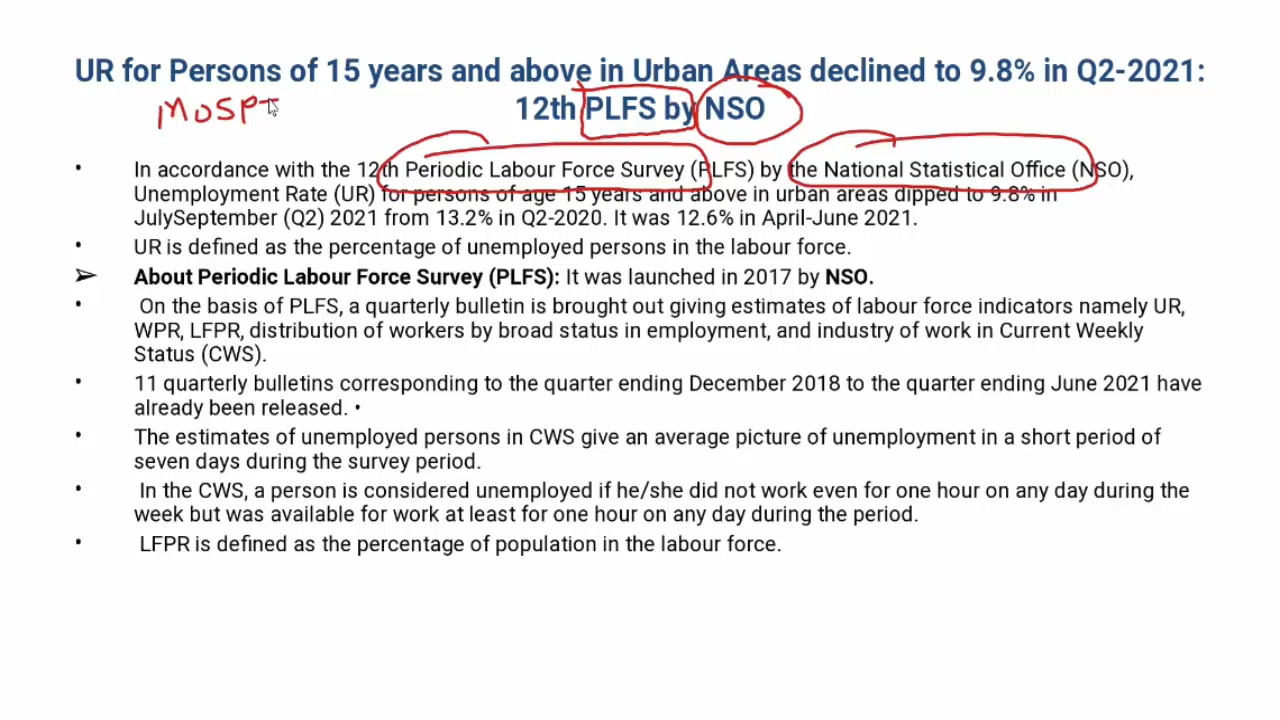 UR for Persons of 15 years and above in Urban Areas declined to 9.8% in Q2-2021:
12th PLFS by NSO
MOSPI
• In accordance with the 12th Periodic Labour Force Survey (PLFS) by the National Statistical Office (NSO),
Unemployment Rate (UR) for persons of age 15 years and above in urban areas dipped to 9.8% in
JulySeptember (Q2) 2021 from 13.2% in Q2-2020. It was 12.6% in April-June 2021.
• UR is defined as the percentage of unemployed persons in the labour force.
➢ About Periodic Labour Force Survey (PLFS): It was launched in 2017 by NSO.
• On the basis of PLFS, a quarterly bulletin is brought out giving estimates of labour force indicators namely UR,
WPR, LFPR, distribution of workers by broad status in employment, and industry of work in Current Weekly
Status (CWS).
• 11 quarterly bulletins corresponding to the quarter ending December 2018 to the quarter ending June 2021 have
already been released. •
• The estimates of unemployed persons in CWS give an average picture of unemployment in a short period of
seven days during the survey period.
• In the CWS, a person is considered unemployed if he/she did not work even for one hour on any day during the
week but was available for work at least for one hour on any day during the period.
• LFPR is defined as the percentage of population in the labour force.